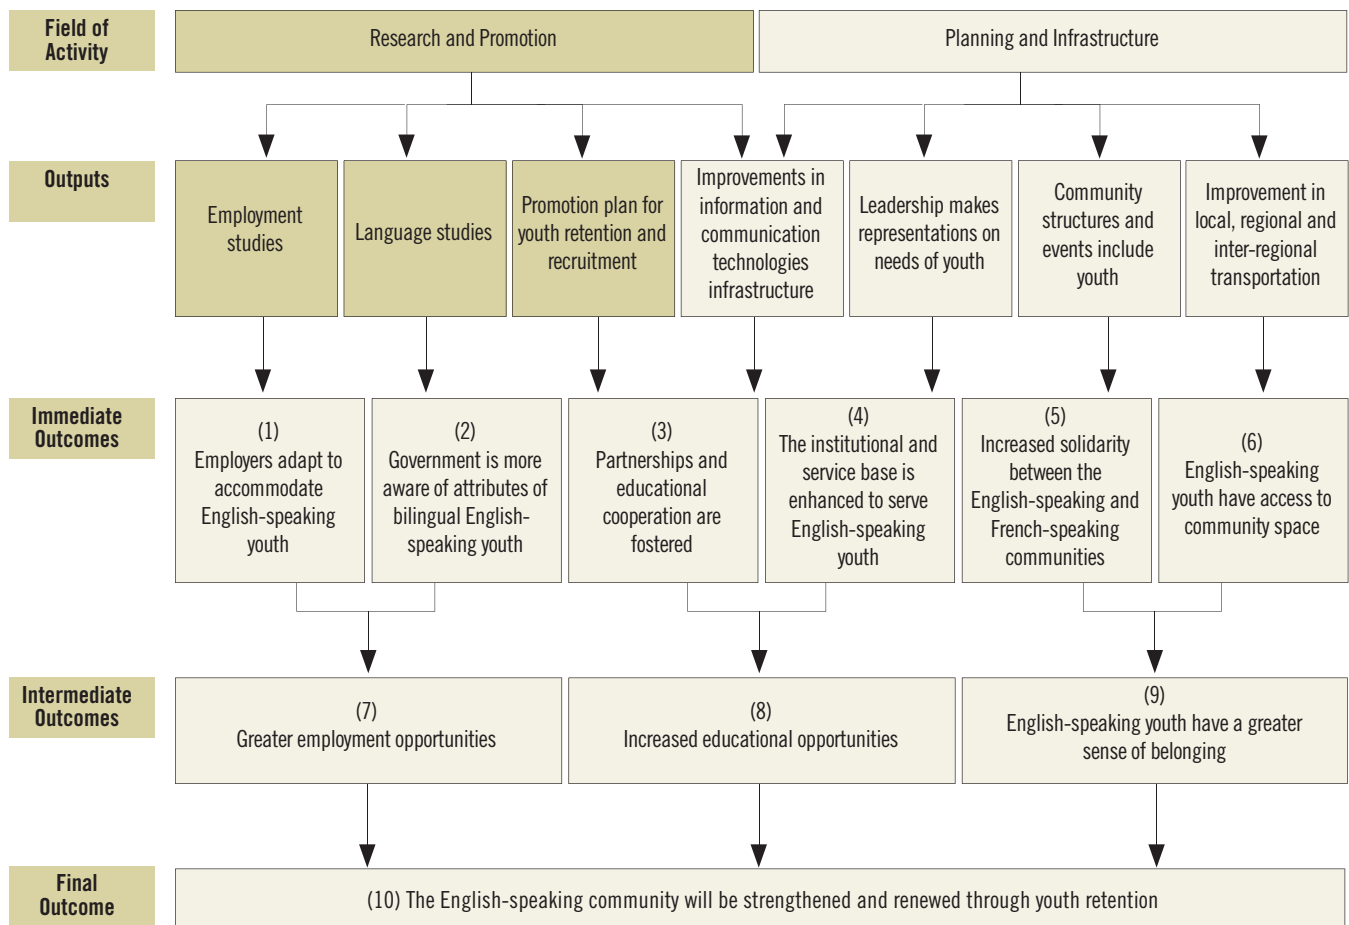 Field of
Activity
Research and Promotion
Planning and Infrastructure
Outputs
Employment
studies
Language studies
Promotion plan for
youth retention and
recruitment
Improvements in
information and
communication
technologies
infrastructure
Leadership makes
representations on
needs of youth
Community
structures and
events include
youth
Improvement in
local, regional and
inter-regional
transportation
Immediate
Outcomes
(1)
Employers adapt to
accommodate
English-speaking
youth
(2)
Government is more
aware of attributes of
bilingual English-
speaking youth
(3)
Partnerships and
educational
cooperation are
fostered
(4)
The institutional and
service base is
enhanced to serve
English-speaking
youth
(5)
Increased solidarity
between the
English-speaking and
French-speaking
communities
(6)
English-speaking
youth have access to
community space
Intermediate
Outcomes
(7)
Greater employment opportunities
(8)
Increased educational opportunities
(9)
English-speaking youth have a greater
sense of belonging
Final
Outcome
(10) The English-speaking community will be strengthened and renewed through youth retention